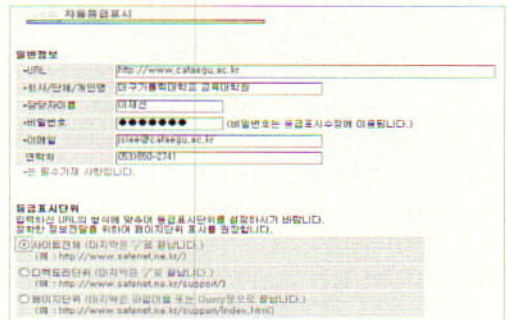 자율등급표시
일반정보
*URL http://www.cataegu.ac.kr
*회사/단체/개인명 대구가톨릭대학교 교육대학원
*담당자이름 이재선
*비밀번호 ●●●●●●● (비밀번호는 등급표시수정에 이용됩니다.)
*이메일 jslee@cataegu.ac.kr
연락처 053)850-2741
*는 필수기재 사항입니다.
등급표시단위
입력하신 URL의 형식에 맞추어 등급표시단위를 설정하시기 바랍니다.
정확한 정보전달을 위하여 페이지단위 표시를 권장합니다.
사이트전체 (마지막은 '/'로 끝납니다.)
(예 : http://www.safenet.ne.kr/)
디렉토리단위 (마지막은 '/'로 끝납니다.)
(예 : http://www.safenet.ne.kr/support/)
페이지단위 (마지막은 파일이름 또는 Query문으로 끝납니다.)
(예 : http://www.safenet.ne.kr/support/index.html)